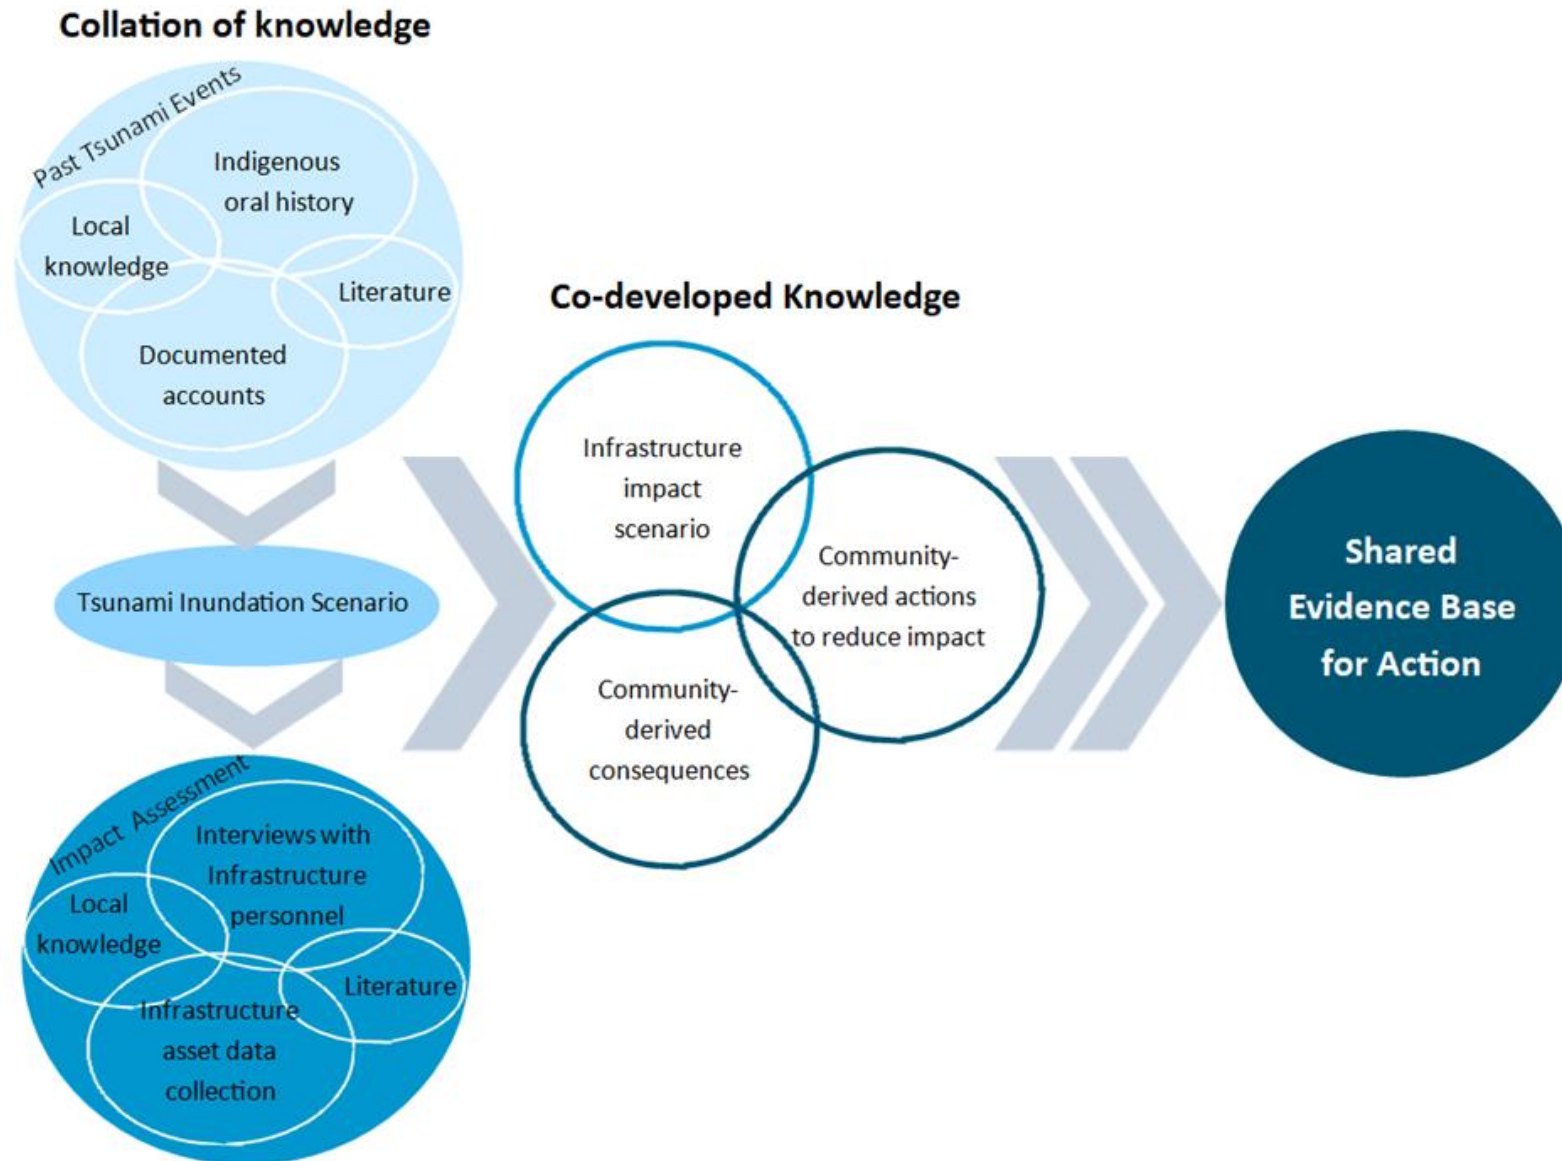 Collation of knowledge
Past Tsunami Events
Indigenous
oral history
Local
knowledge
Literature
Documented
accounts
Tsunami Inundation Scenario
Impact Assessment
Interviews with
Infrastructure
personnel
Local
knowledge
Literature
Infrastructure
asset data
collection
Co-developed Knowledge
Infrastructure
impact
scenario
Community-
derived actions
to reduce impact
Community-
derived
consequences
Shared
Evidence Base
for Action